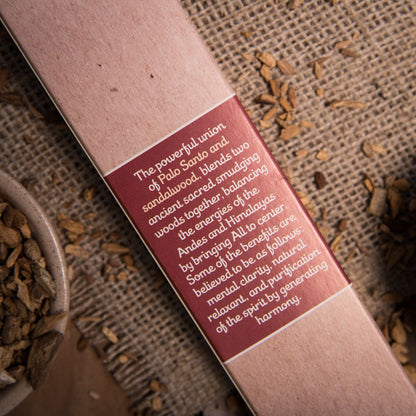 The powerful union
of Palo Santo and
sandalwood, blends two
ancient sacred smudging
woods together, balancing
the energies of the
Andes and Himalayas
by bringing All to center.
Some of the benefits are
believed to be as follows:
mental clarity, natural
relaxant, and purification
of the spirit by generating
harmony.